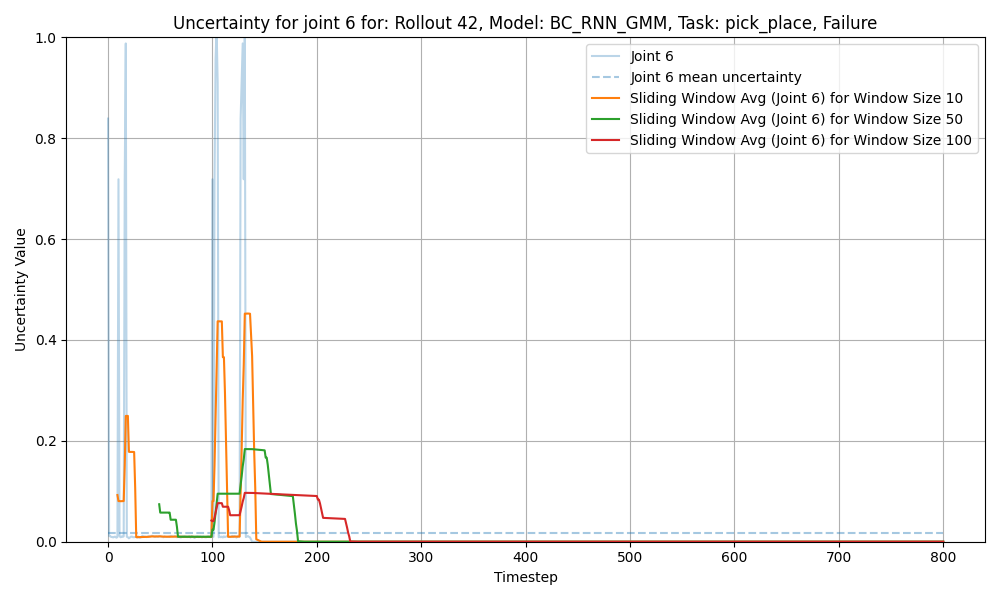 Uncertainty for joint 6 for: Rollout 42, Model: BC_RNN_GMM, Task: pick_place, Failure
Joint 6
Joint 6 mean uncertainty
Sliding Window Avg (Joint 6) for Window Size 10
Sliding Window Avg (Joint 6) for Window Size 50
Sliding Window Avg (Joint 6) for Window Size 100
Uncertainty Value
1.0
0.8
0.6
0.4
0.2
0.0
0 100 200 300 400 500 600 700 800
Timestep